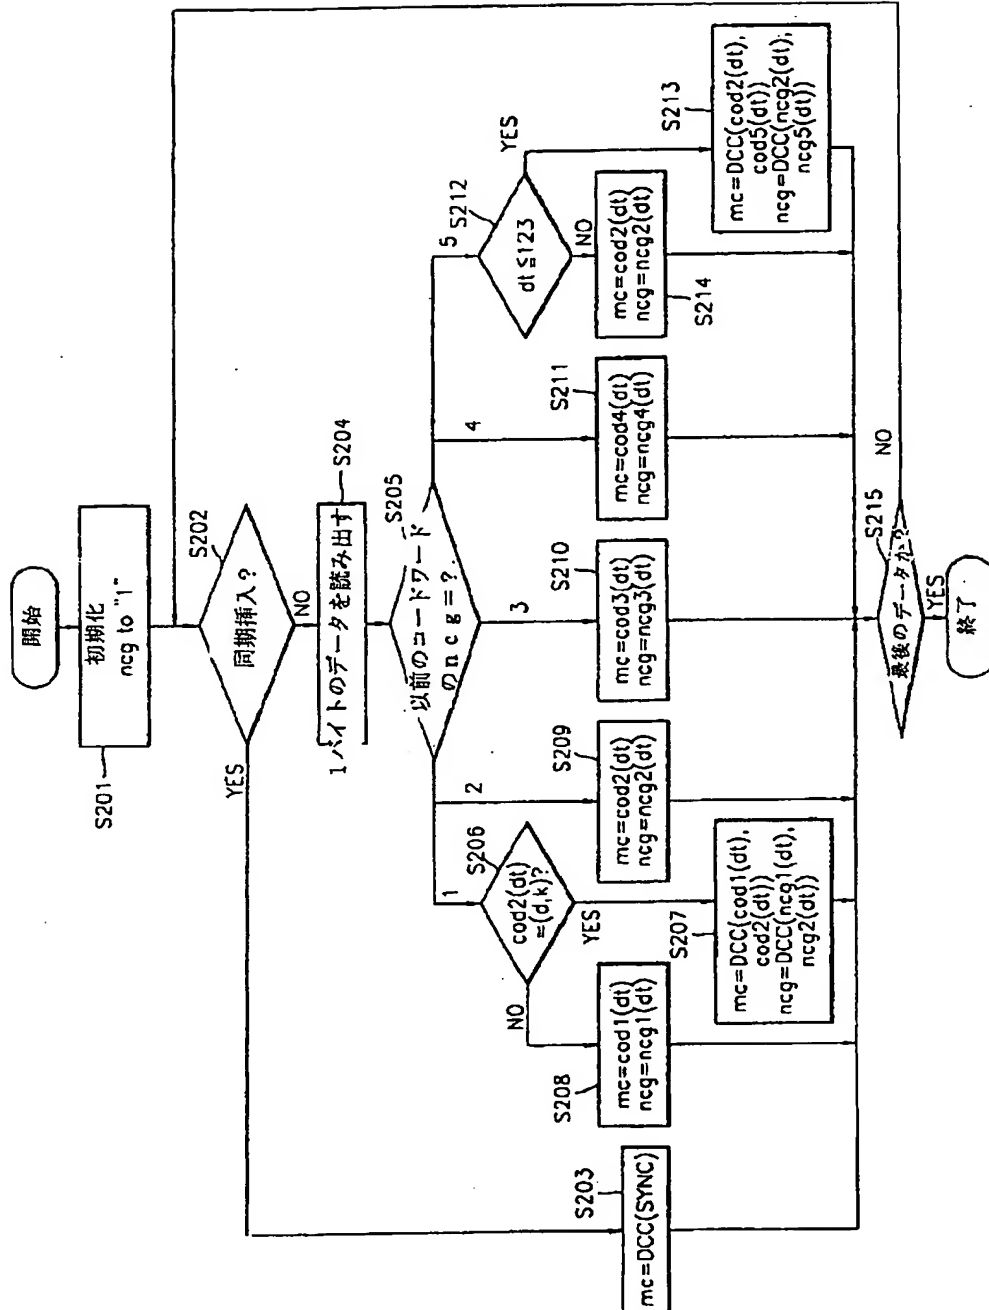 開始
初期化
ncg to "1"
S201
同期挿入?
S202
YES
NO
mc=DCC(SYNC)
S203
1バイトのデータを読み出す
S204
以前のコードワード
のncg=?
S205
1
2
3
4
5
cod2(dt)
=(d,k)?
S206
NO
YES
mc=cod1(dt)
ncg=ncg1(dt)
S208
mc=DCC(cod1(dt),
cod2(dt))
ncg=DCC(ncg1(dt),
ncg2(dt))
S207
mc=cod2(dt)
ncg=ncg2(dt)
S209
mc=cod3(dt)
ncg=ncg3(dt)
S210
mc=cod4(dt)
ncg=ncg4(dt)
S211
dt≦123
S212
YES
NO
mc=cod2(dt)
ncg=ncg2(dt)
S214
mc=DCC(cod2(dt),
cod5(dt))
ncg=DCC(ncg2(dt);
ncg5(dt))
S213
最後のデータか?
S215
NO
YES
終了